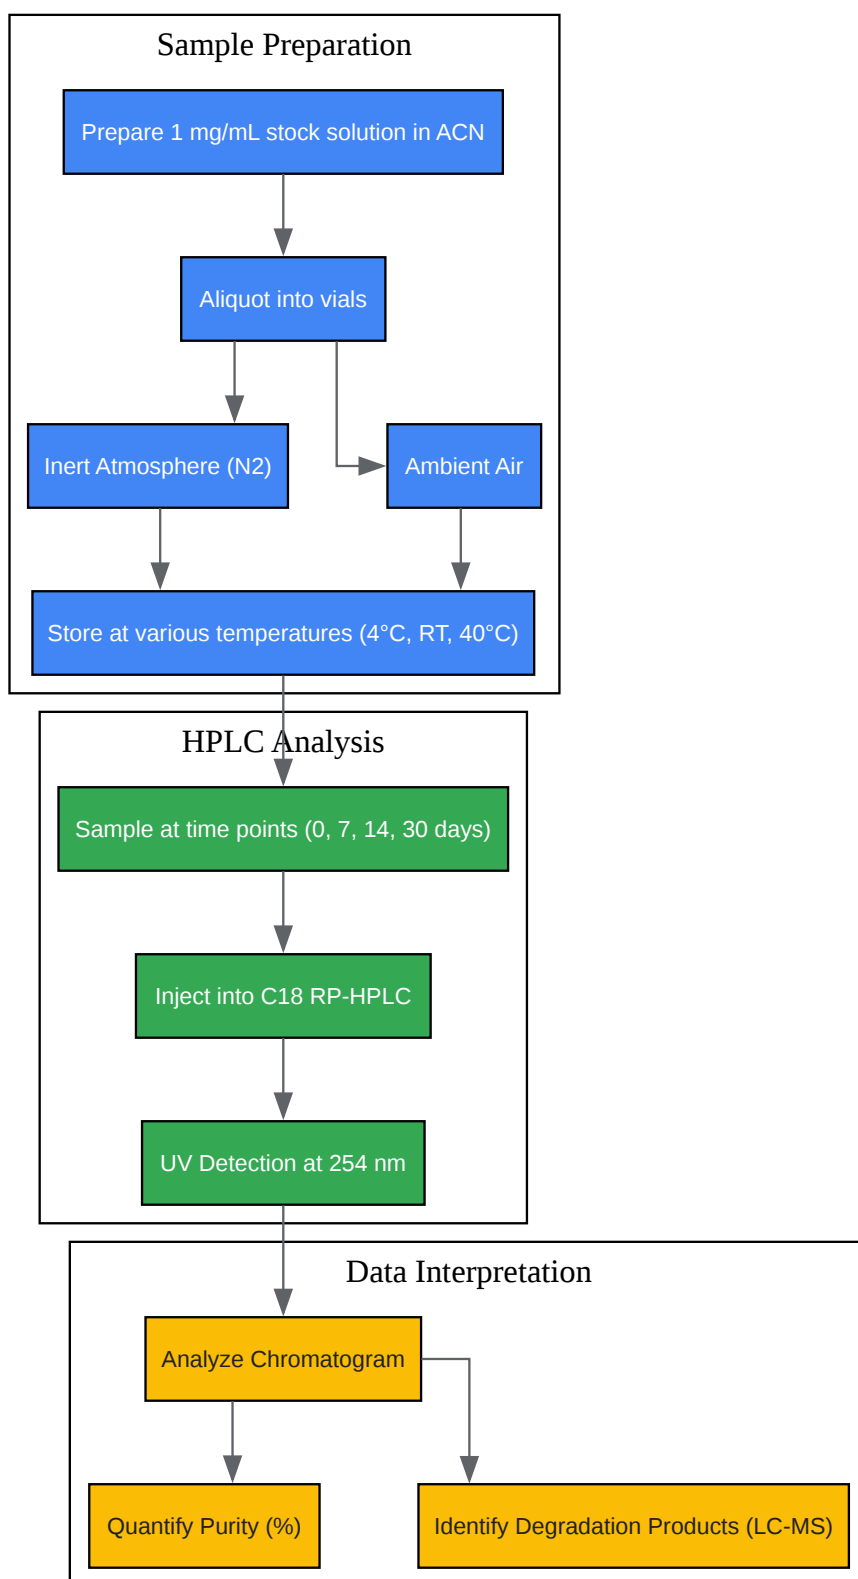 Sample Preparation
Prepare 1 mg/mL stock solution in ACN
Aliquot into vials
Inert Atmosphere (N2)
Ambient Air
Store at various temperatures (4°C, RT, 40°C)
HPLC Analysis
Sample at time points (0, 7, 14, 30 days)
Inject into C18 RP-HPLC
UV Detection at 254 nm
Data Interpretation
Analyze Chromatogram
Quantify Purity (%)
Identify Degradation Products (LC-MS)